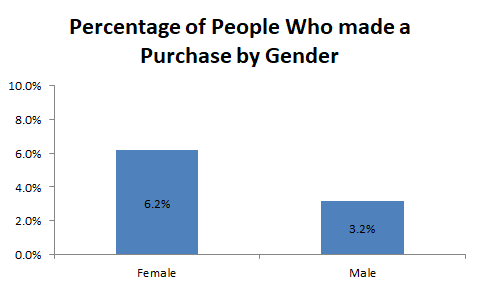 Percentage of People Who made a
Purchase by Gender
10.0%
8.0%
6.0%
4.0%
2.0%
0.0%
6.2%
3.2%
Female
Male